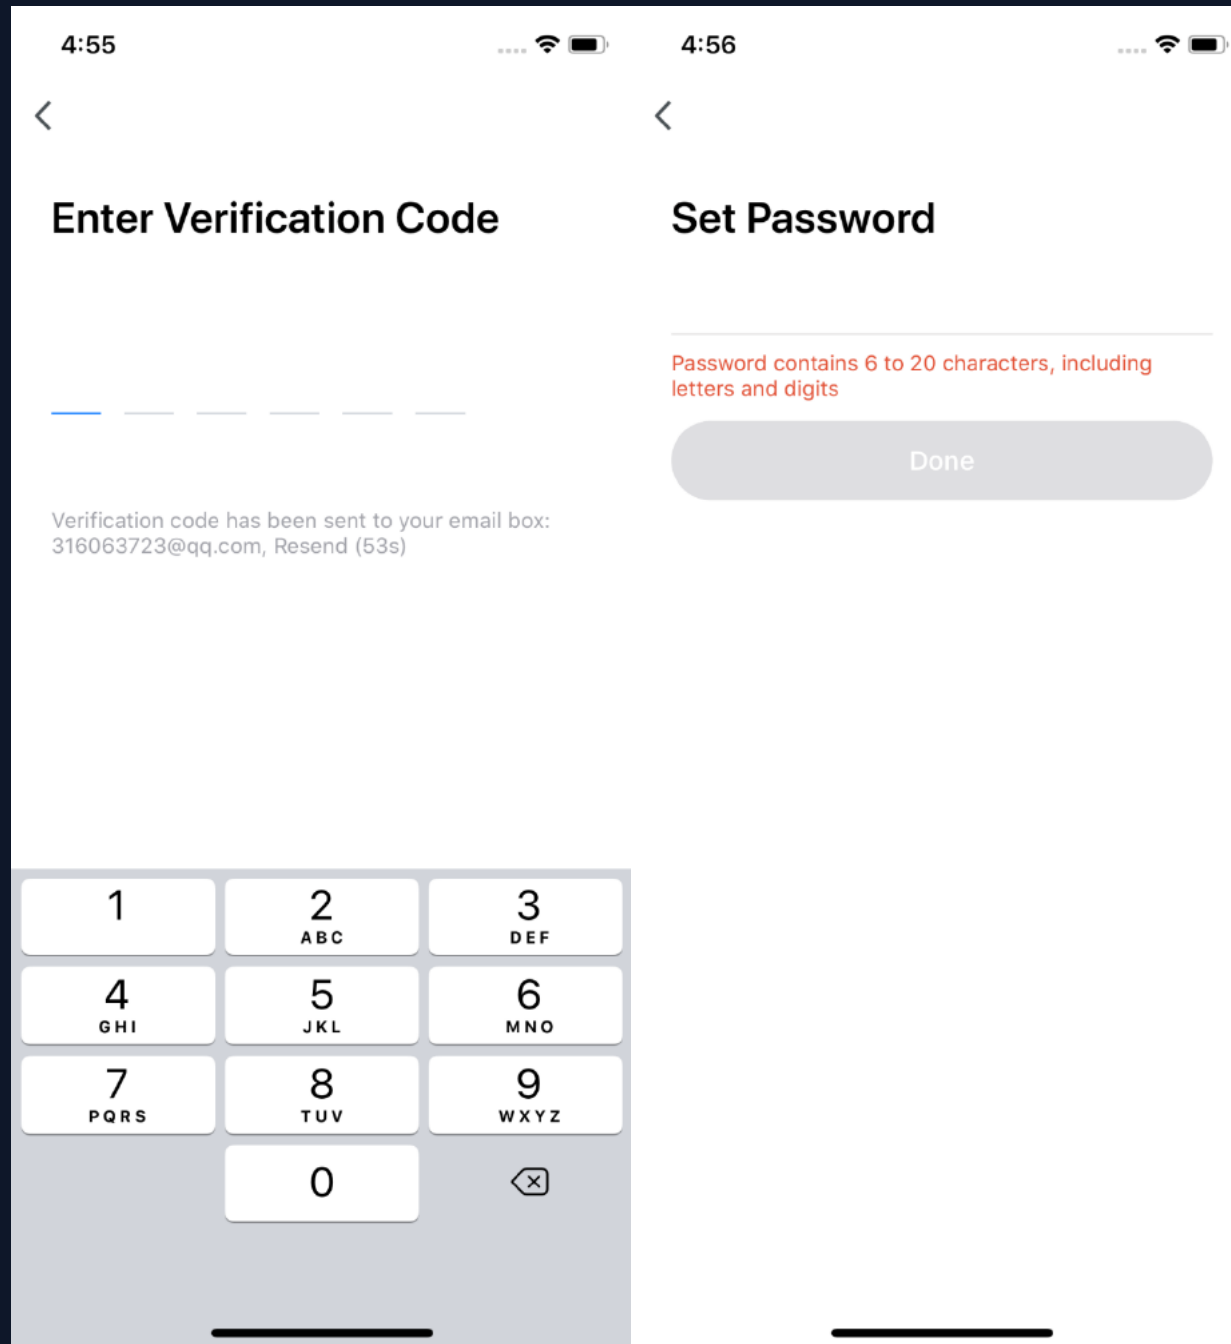 4:55
Enter Verification Code
Verification code has been sent to your email box:
316063723@qq.com, Resend (53s)
1
2
ABC
3
DEF
4
GHI
5
JKL
6
MNO
7
PQRS
8
TUV
9
WXYZ
0
4:56
Set Password
Password contains 6 to 20 characters, including
letters and digits
Done